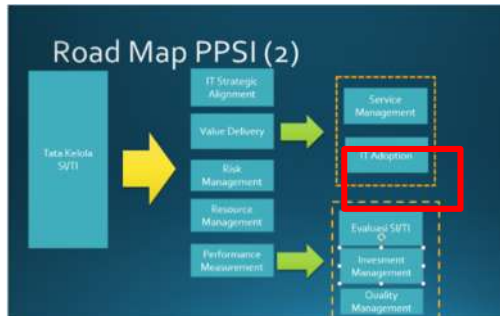 Road Map PPSI (2)
Tata Kelola
SI/TI
IT Strategic
Alignment
Value Delivery
Risk
Management
Resource
Management
Performance
Measurement
Service
Management
IT Adoption
Evaluasi SI/TI
Invesment
Management
Quality
Management